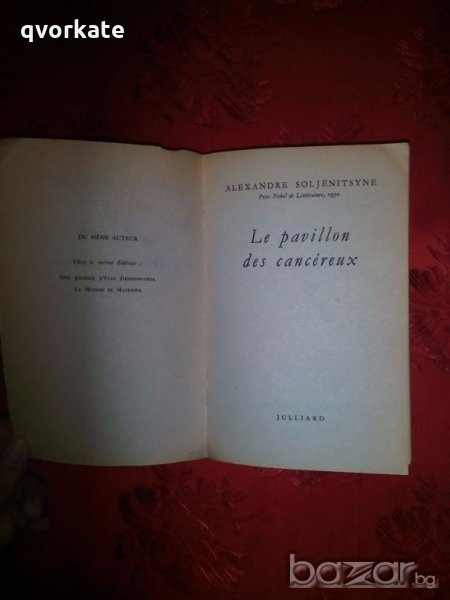 qvorkate
DU MÊME AUTEUR
Chez le même Éditeur :
Une journée d'Ivan Denissovitch.
La Maison de Matriona.
ALEXANDRE SOLJÉNITSYNE
Prix Nobel de Littérature, 1970
Le pavillon
des cancéreux
JULLIARD
bazar.bg